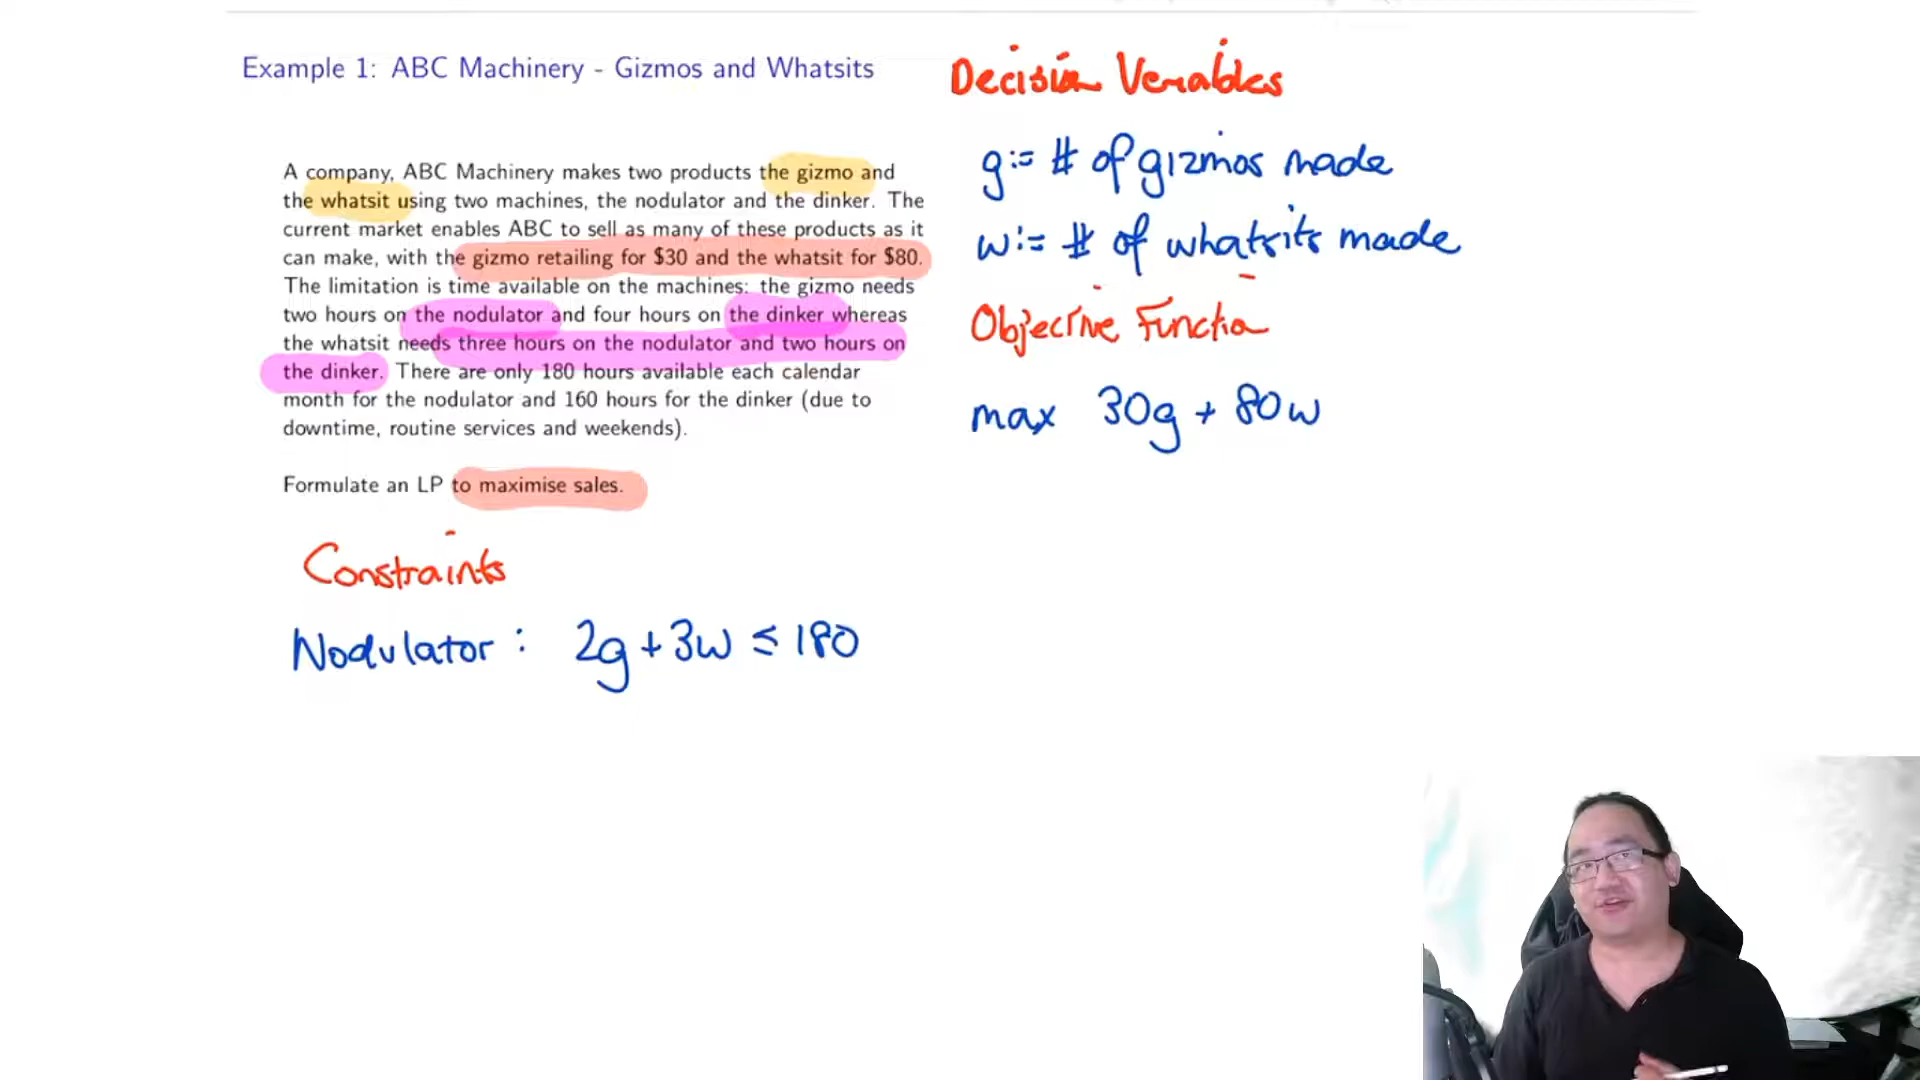 Example 1: ABC Machinery - Gizmos and Whatsits
A company, ABC Machinery makes two products the gizmo and
the whatsit using two machines, the nodulator and the dinker. The
current market enables ABC to sell as many of these products as it
can make, with the gizmo retailing for $30 and the whatsit for $80.
The limitation is time available on the machines: the gizmo needs
two hours on the nodulator and four hours on the dinker whereas
the whatsit needs three hours on the nodulator and two hours on
the dinker. There are only 180 hours available each calendar
month for the nodulator and 160 hours for the dinker (due to
downtime, routine services and weekends).
Formulate an LP to maximise sales.
Constraints
Nodulator: 2g + 3w ≤ 180
Decision Variables
g := # of gizmos made
w := # of whatsits made
Objective Function
max 30g + 80w